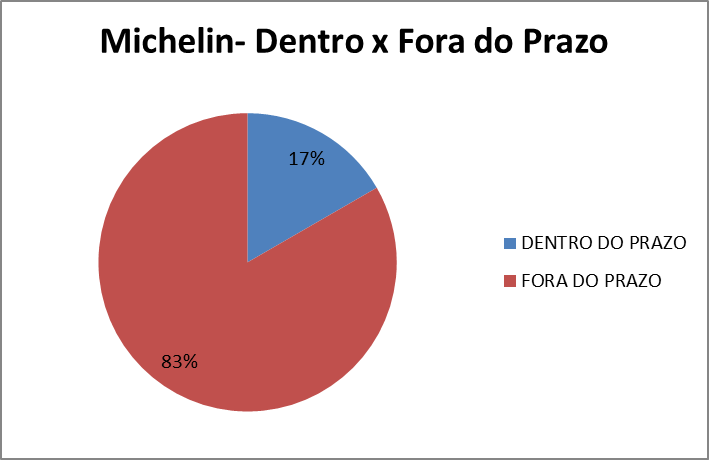 Michelin- Dentro x Fora do Prazo
17%
DENTRO DO PRAZO
FORA DO PRAZO
83%